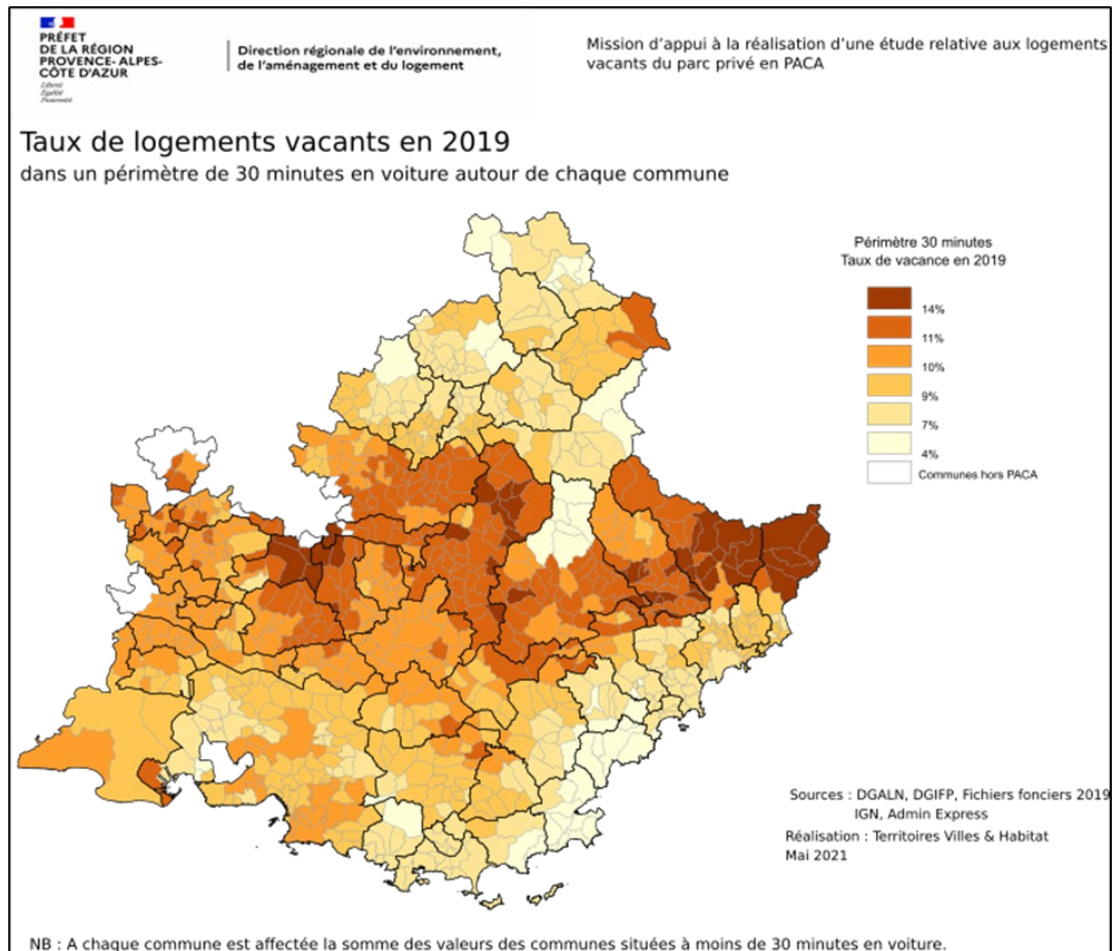 PRÉFET
DE LA RÉGION
PROVENCE- ALPES-
CÔTE D'AZUR
Liberté
Égalité
Fraternité
Direction régionale de l'environnement,
de l'aménagement et du logement
Mission d'appui à la réalisation d'une étude relative aux logements
vacants du parc privé en PACA
Taux de logements vacants en 2019
dans un périmètre de 30 minutes en voiture autour de chaque commune
Périmètre 30 minutes
Taux de vacance en 2019
14%
11%
10%
9%
7%
4%
Communes hors PACA
Sources : DGALN, DGIFP, Fichiers fonciers 2019
IGN, Admin Express
Réalisation : Territoires Villes & Habitat
Mai 2021
NB : A chaque commune est affectée la somme des valeurs des communes situées à moins de 30 minutes en voiture.